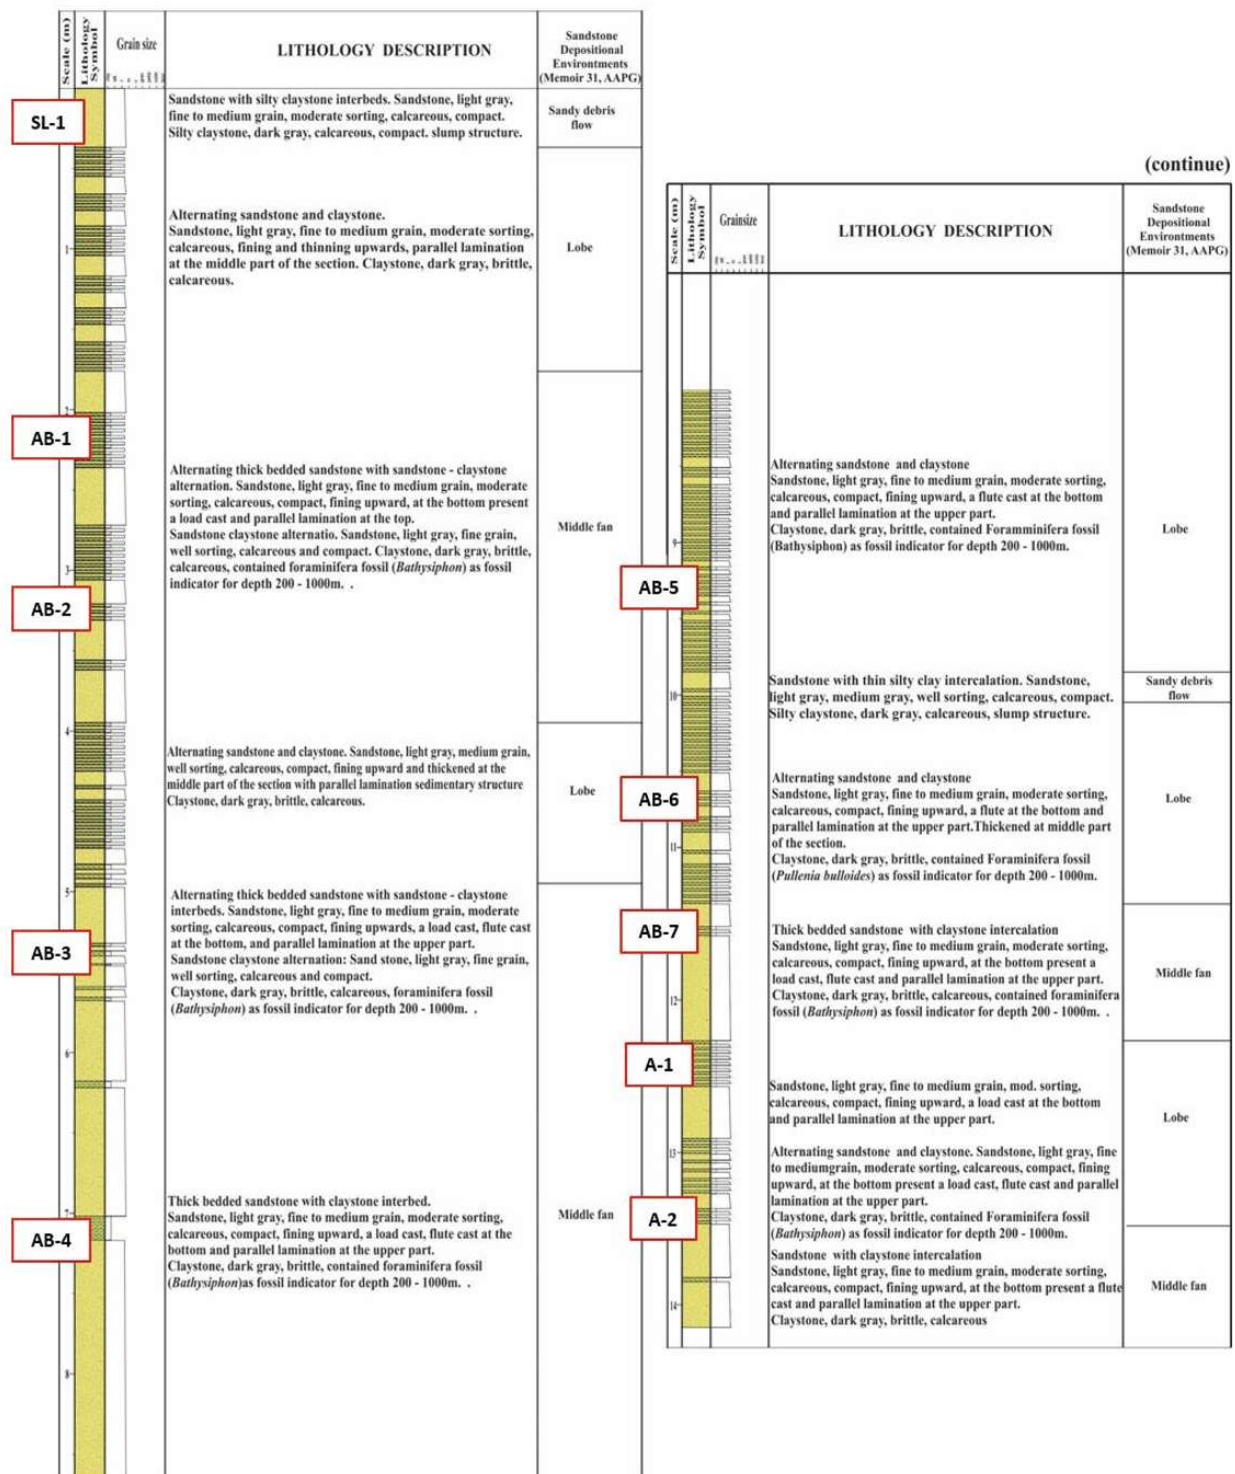 Scale (m)
Lithology
Symbol
Grain size
LITHOLOGY DESCRIPTION
Sandstone
Depositional
Environtments
(Memoir 31, AAPG)
SL-1
Sandstone with silty claystone interbeds. Sandstone, light gray,
fine to medium grain, moderate sorting, calcareous, compact.
Silty claystone, dark gray, calcareous, compact. slump structure.
Sandy debris
flow
Alternating sandstone and claystone.
Sandstone, light gray, fine to medium grain, moderate sorting,
calcareous, fining and thinning upwards, parallel lamination
at the middle part of the section. Claystone, dark gray, brittle,
calcareous.
Lobe
1
2
AB-1
Alternating thick bedded sandstone with sandstone - claystone
alternation. Sandstone, light gray, fine to medium grain, moderate
sorting, calcareous, compact, fining upward, at the bottom present
a load cast and parallel lamination at the top.
Sandstone claystone alternatio. Sandstone, light gray, fine grain,
well sorting, calcareous and compact. Claystone, dark gray, brittle,
calcareous, contained foraminifera fossil (Bathysiphon) as fossil
indicator for depth 200 - 1000m. .
Middle fan
3
AB-2
4
Alternating sandstone and claystone. Sandstone, light gray, medium grain,
well sorting, calcareous, compact, fining upward and thickened at the
middle part of the section with parallel lamination sedimentary structure
Claystone, dark gray, brittle, calcareous.
Lobe
5
AB-3
Alternating thick bedded sandstone with sandstone - claystone
interbeds. Sandstone, light gray, fine to medium grain, moderate
sorting, calcareous, compact, fining upwards, a load cast, flute cast
at the bottom, and parallel lamination at the upper part.
Sandstone claystone alternation: Sand stone, light gray, fine grain,
well sorting, calcareous and compact.
Claystone, dark gray, brittle, calcareous, foraminifera fossil
(Bathysiphon) as fossil indicator for depth 200 - 1000m. .
6
7
AB-4
Thick bedded sandstone with claystone interbed.
Sandstone, light gray, fine to medium grain, moderate sorting,
calcareous, compact, fining upward, a load cast, flute cast at the
bottom and parallel lamination at the upper part.
Claystone, dark gray, brittle, contained foraminifera fossil
(Bathysiphon)as fossil indicator for depth 200 - 1000m. .
Middle fan
8
(continue)
Scale (m)
Lithology
Symbol
Grainsize
LITHOLOGY DESCRIPTION
Sandstone
Depositional
Environtments
(Memoir 31, AAPG)
Alternating sandstone and claystone
Sandstone, light gray, fine to medium grain, moderate sorting,
calcareous, compact, fining upward, a flute cast at the bottom
and parallel lamination at the upper part.
Claystone, dark gray, brittle, contained Foramminifera fossil
(Bathysiphon) as fossil indicator for depth 200 - 1000m.
Lobe
9
AB-5
Sandstone with thin silty clay intercalation. Sandstone,
light gray, medium gray, well sorting, calcareous, compact.
Silty claystone, dark gray, calcareous, slump structure.
Sandy debris
flow
10
AB-6
Alternating sandstone and claystone
Sandstone, light gray, fine to medium grain, moderate sorting,
calcareous, compact, fining upward, a flute at the bottom and
parallel lamination at the upper part.Thickened at middle part
of the section.
Claystone, dark gray, brittle, contained Foraminifera fossil
(Pullenia bulloides) as fossil indicator for depth 200 - 1000m.
Lobe
11
AB-7
Thick bedded sandstone with claystone intercalation
Sandstone, light gray, fine to medium grain, moderate sorting,
calcareous, compact, fining upward, at the bottom present a
load cast, flute cast and parallel lamination at the upper part.
Claystone, dark gray, brittle, calcareous, contained foraminifera
fossil (Bathysiphon) as fossil indicator for depth 200 - 1000m. .
Middle fan
12
A-1
Sandstone, light gray, fine to medium grain, mod. sorting,
calcareous, compact, fining upward, a load cast at the bottom
and parallel lamination at the upper part.
Lobe
13
Alternating sandstone and claystone. Sandstone, light gray, fine
to mediumgrain, moderate sorting, calcareous, compact, fining
upward, at the bottom present a load cast, flute cast and parallel
lamination at the upper part.
Claystone, dark gray, brittle, contained Foraminifera fossil
(Bathysiphon) as fossil indicator for depth 200 - 1000m.
A-2
Sandstone with claystone intercalation
Sandstone, light gray, fine to medium grain, moderate sorting,
calcareous, compact, fining upward, at the bottom present a flute
cast and parallel lamination at the upper part.
Claystone, dark gray, brittle, calcareous
Middle fan
14